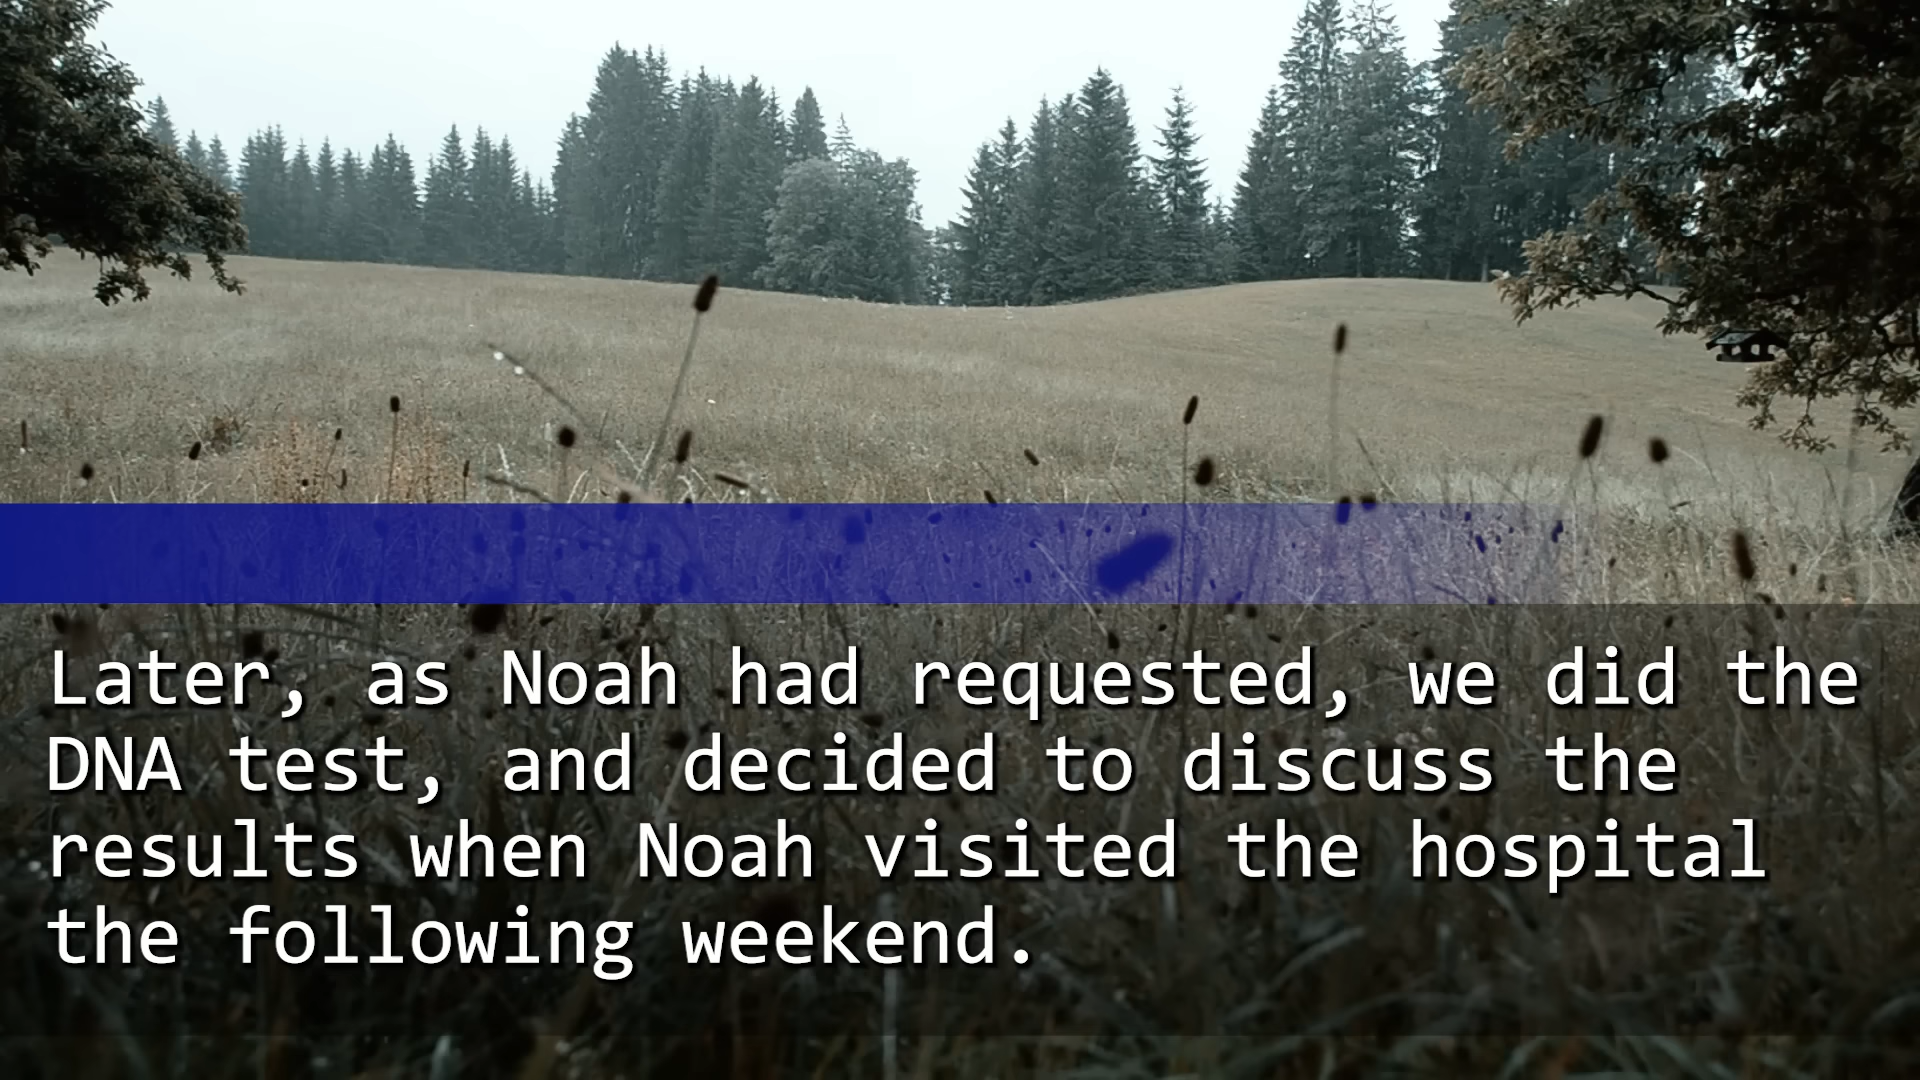 Later, as Noah had requested, we did the
DNA test, and decided to discuss the
results when Noah visited the hospital
the following weekend.